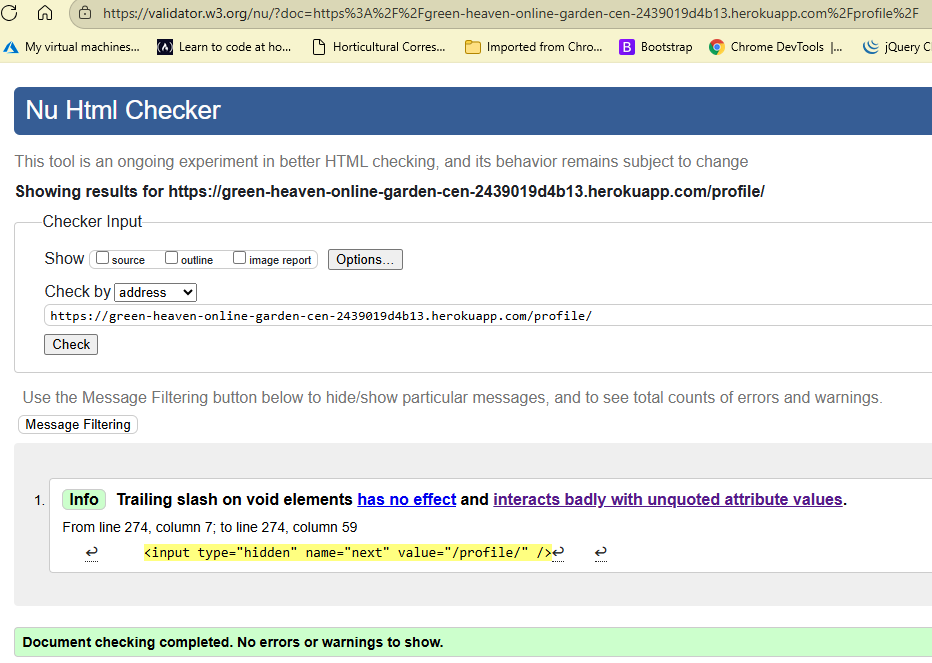 https://validator.w3.org/nu/?doc=https%3A%2F%2Fgreen-heaven-online-garden-cen-2439019d4b13.herokuapp.com%2Fprofile%2F
My virtual machines... Learn to code at ho... Horticultural Corres... Imported from Chro... B Bootstrap Chrome DevTools |... jQuery C
Nu Html Checker
This tool is an ongoing experiment in better HTML checking, and its behavior remains subject to change
Showing results for https://green-heaven-online-garden-cen-2439019d4b13.herokuapp.com/profile/
Checker Input
Show source outline image report Options...
Check by address
https://green-heaven-online-garden-cen-2439019d4b13.herokuapp.com/profile/
Check
Use the Message Filtering button below to hide/show particular messages, and to see total counts of errors and warnings.
Message Filtering
1. Info Trailing slash on void elements has no effect and interacts badly with unquoted attribute values.
From line 274, column 7; to line 274, column 59
↩ <input type="hidden" name="next" value="/profile/" />↩ ↩
Document checking completed. No errors or warnings to show.